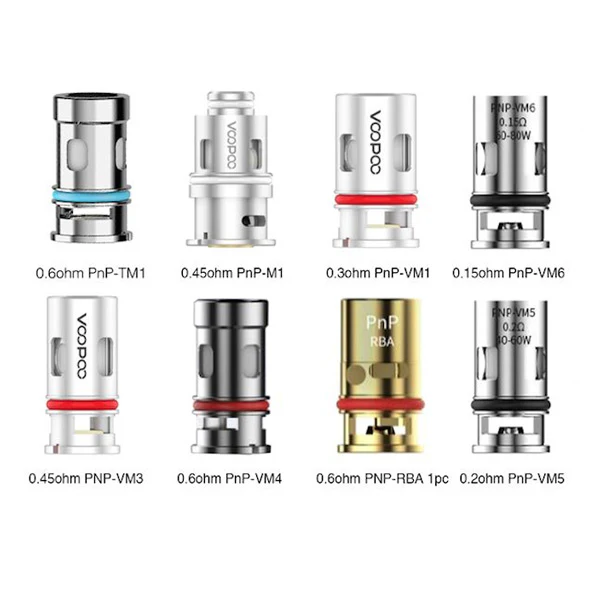 VOOPOO
VOOPOO
PNP-VM6
0.15Ω
60-80W
0.6ohm PnP-TM1
0.45ohm PnP-M1
0.3ohm PnP-VM1
0.15ohm PnP-VM6
VOOPOO
PnP
RBA
PNP-VM5
0.2Ω
40-60W
0.45ohm PNP-VM3
0.6ohm PnP-VM4
0.6ohm PNP-RBA 1pc
0.2ohm PnP-VM5